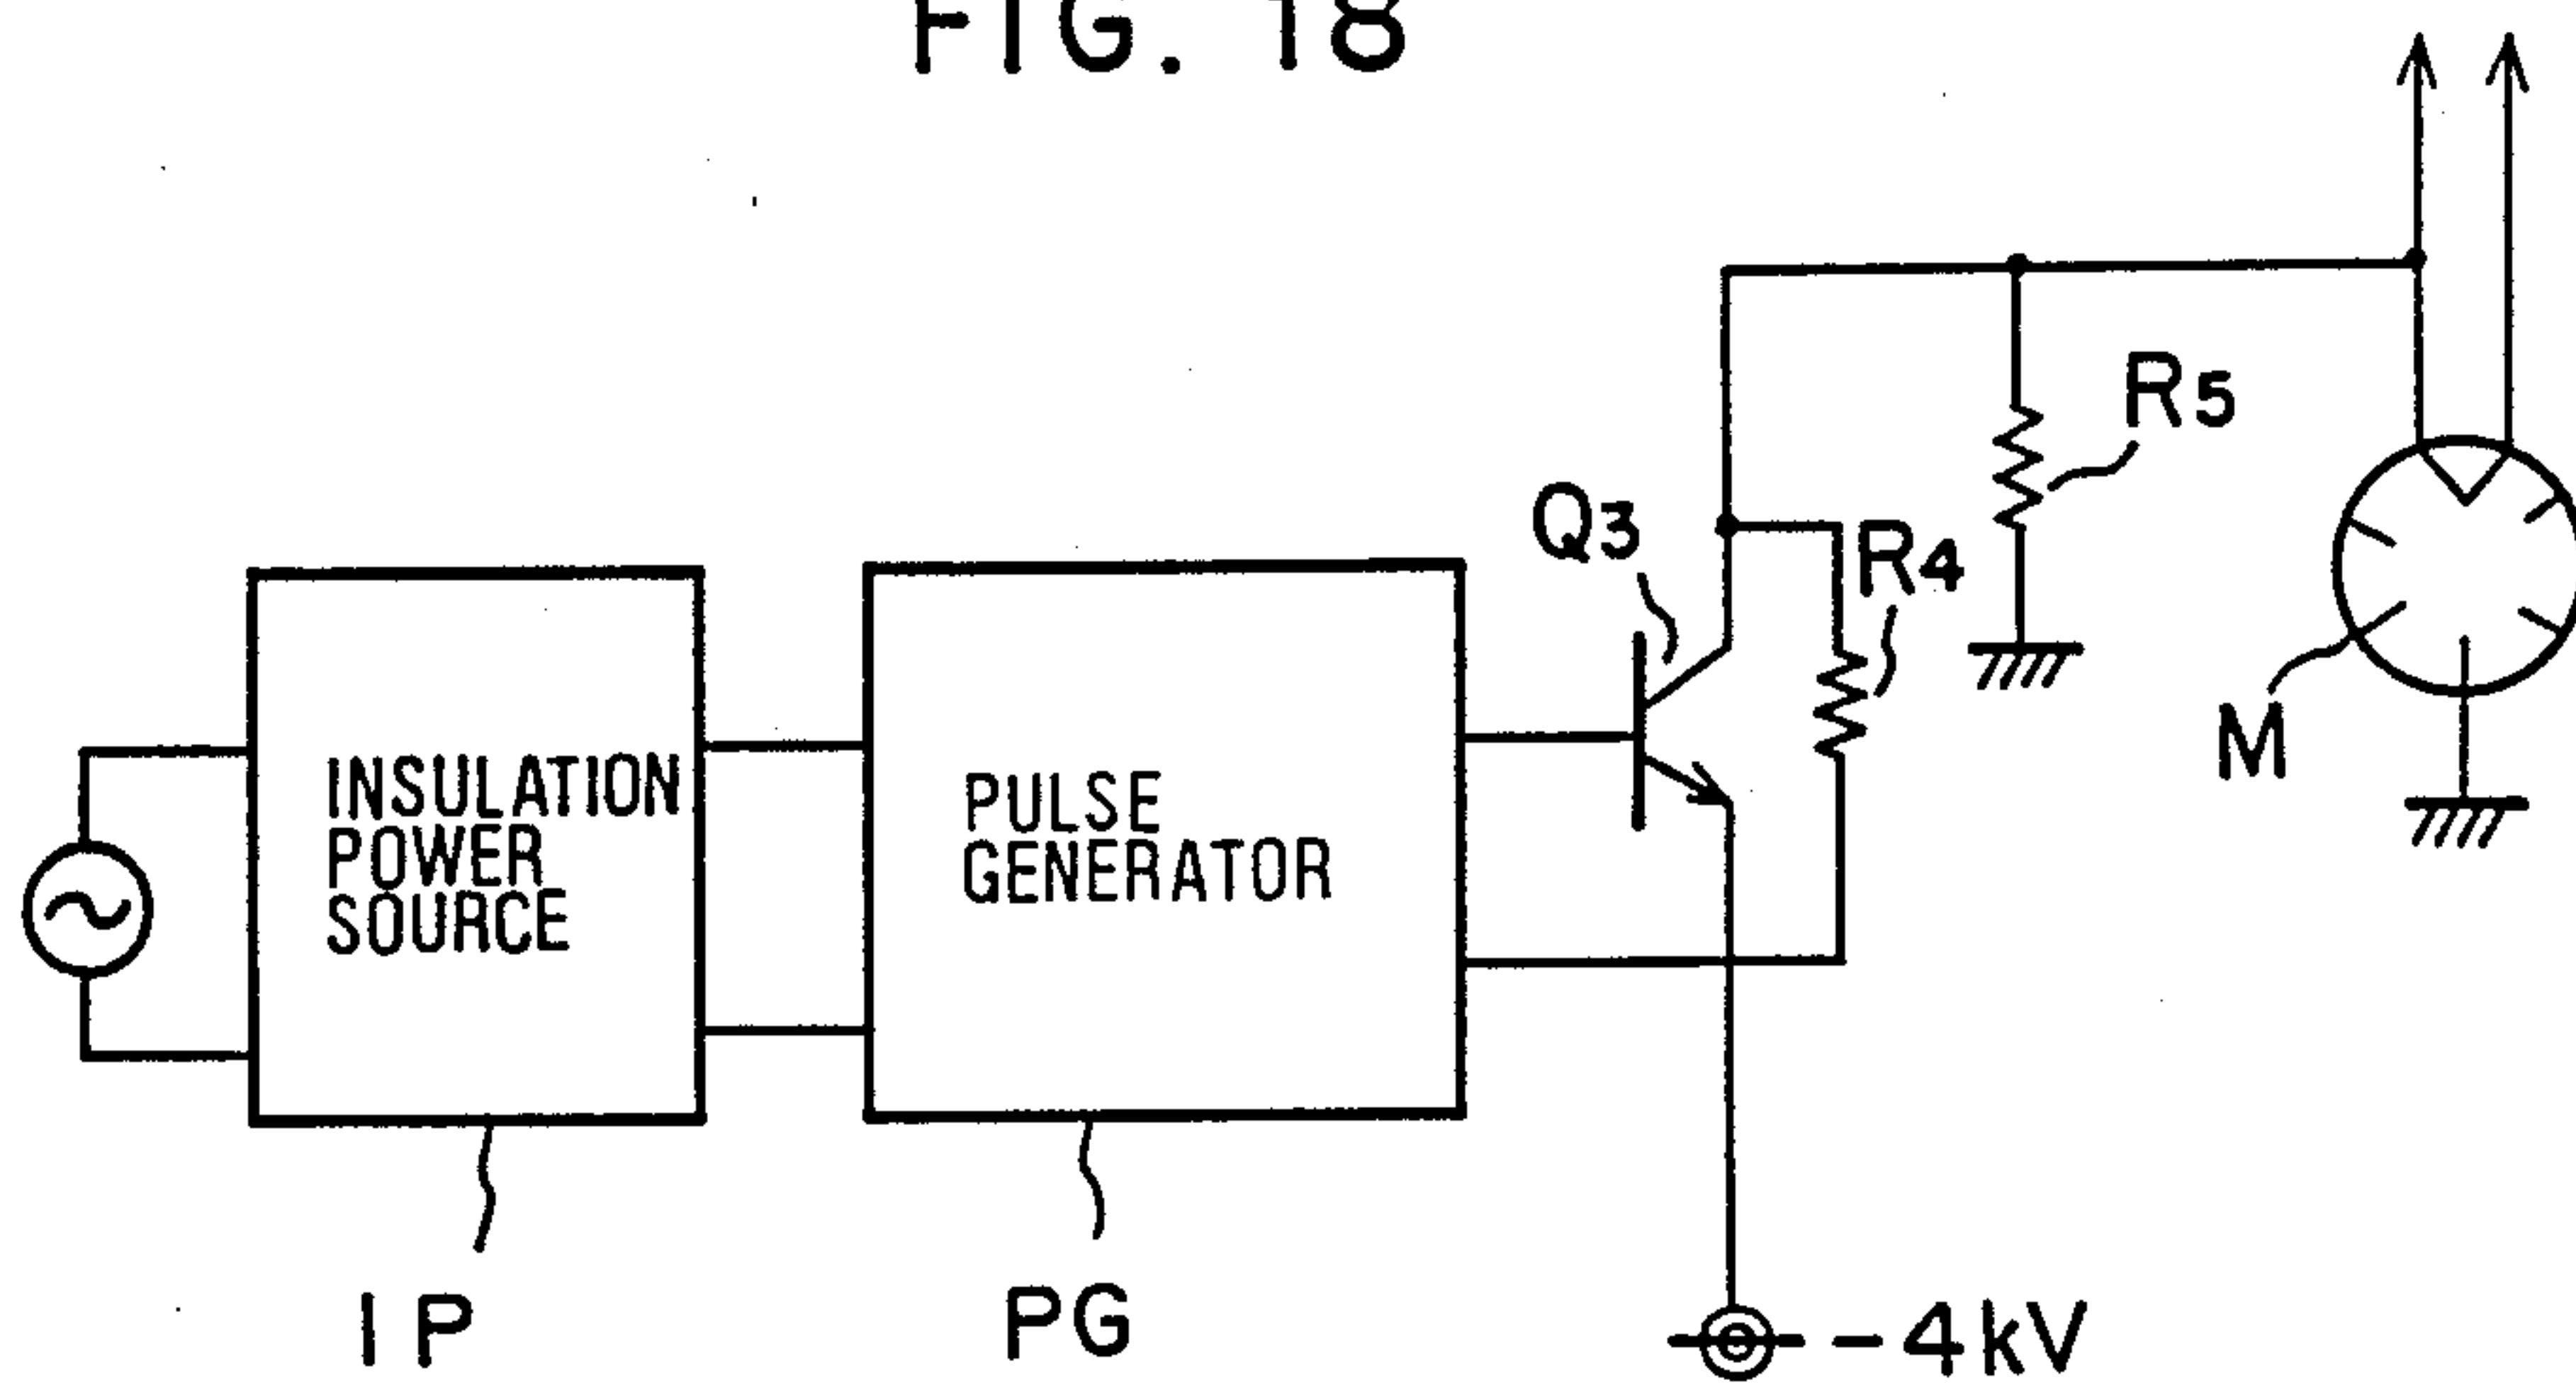 FIG. 18
R5
Q3
R4
M
INSULATION
POWER
SOURCE
PULSE
GENERATOR
IP
PG
-4kV